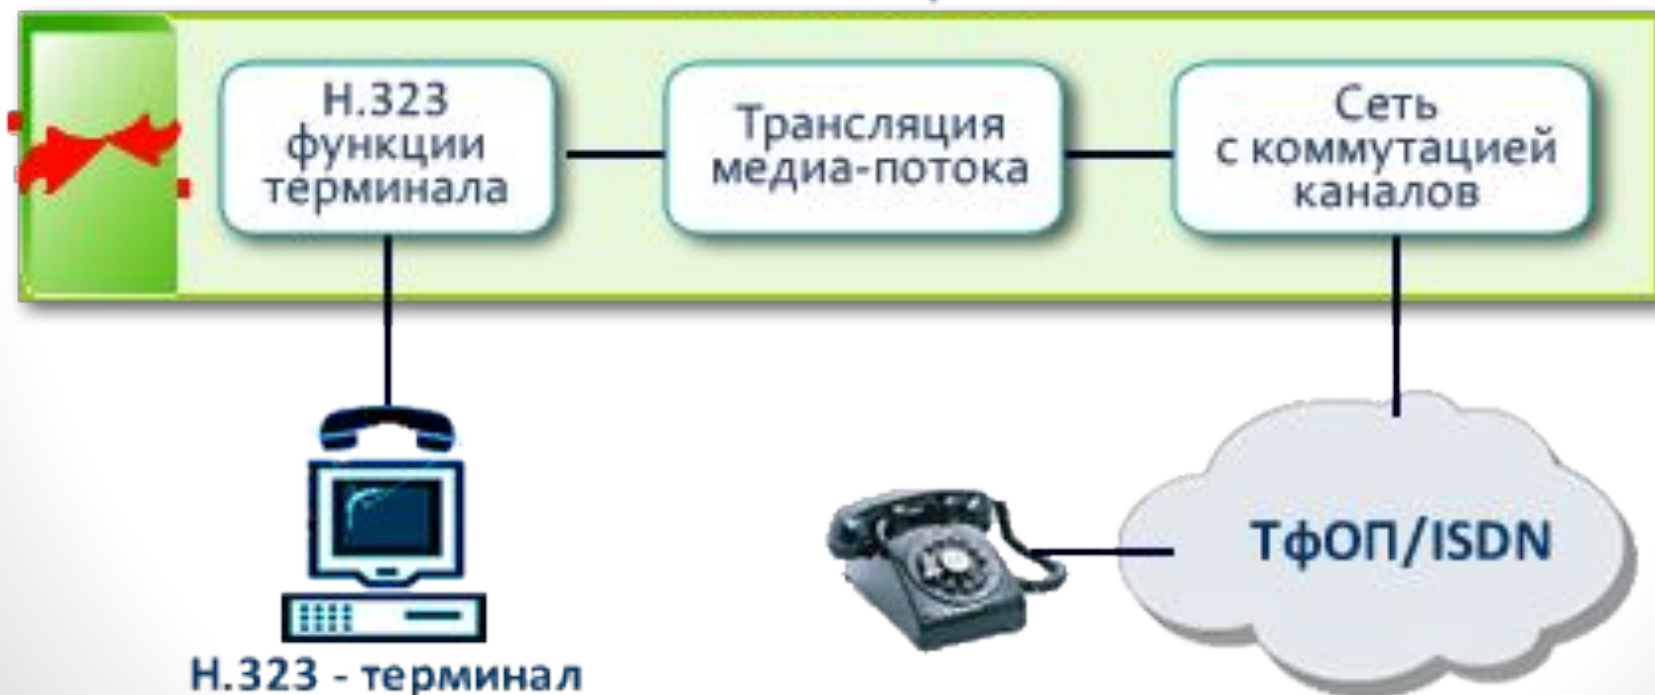 Н.323
функции
терминала
Трансляция
медиа-потока
Сеть
с коммутацией
каналов
ТфОП/ISDN
Н.323 - терминал